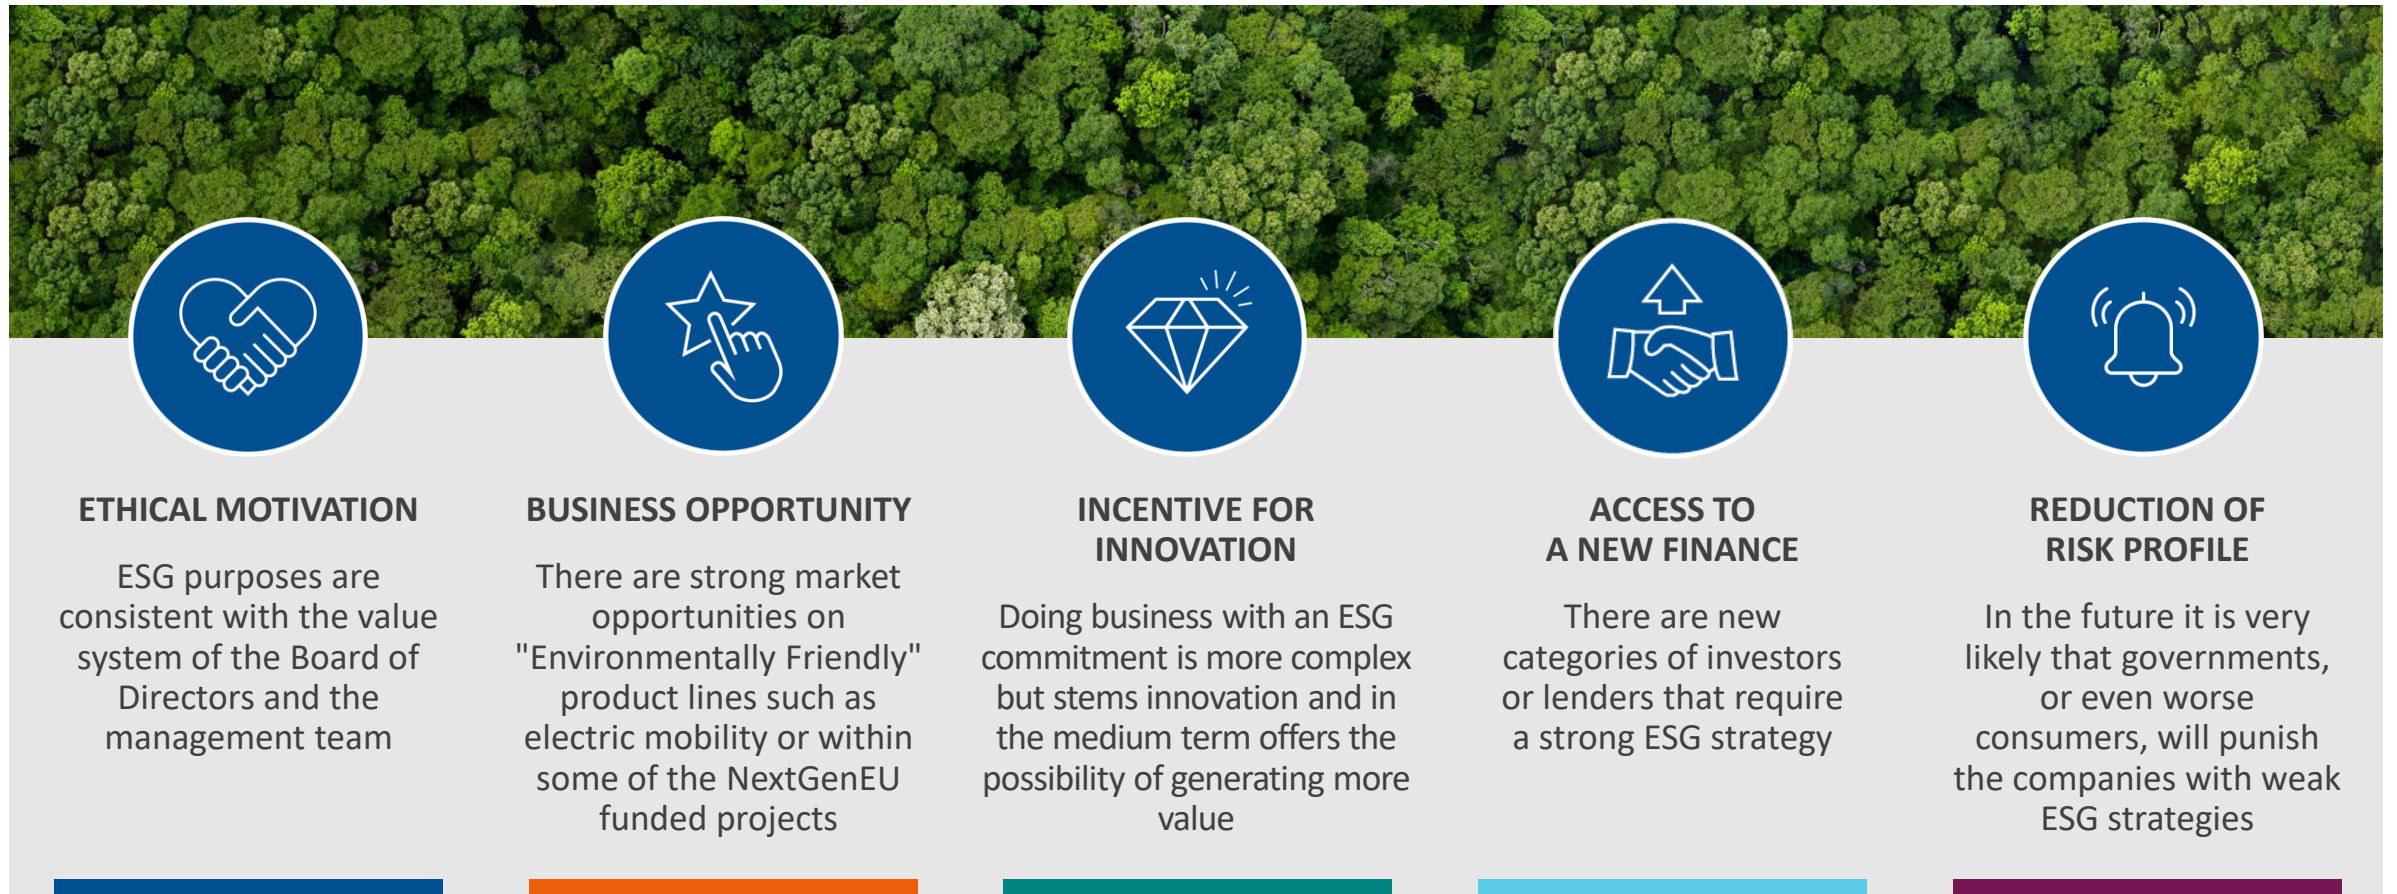 ETHICAL MOTIVATION
ESG purposes are
consistent with the value
system of the Board of
Directors and the
management team
BUSINESS OPPORTUNITY
There are strong market
opportunities on
"Environmentally Friendly"
product lines such as
electric mobility or within
some of the NextGenEU
funded projects
INCENTIVE FOR
INNOVATION
Doing business with an ESG
commitment is more complex
but stems innovation and in
the medium term offers the
possibility of generating more
value
ACCESS TO
A NEW FINANCE
There are new
categories of investors
or lenders that require
a strong ESG strategy
REDUCTION OF
RISK PROFILE
In the future it is very
likely that governments,
or even worse
consumers, will punish
the companies with weak
ESG strategies